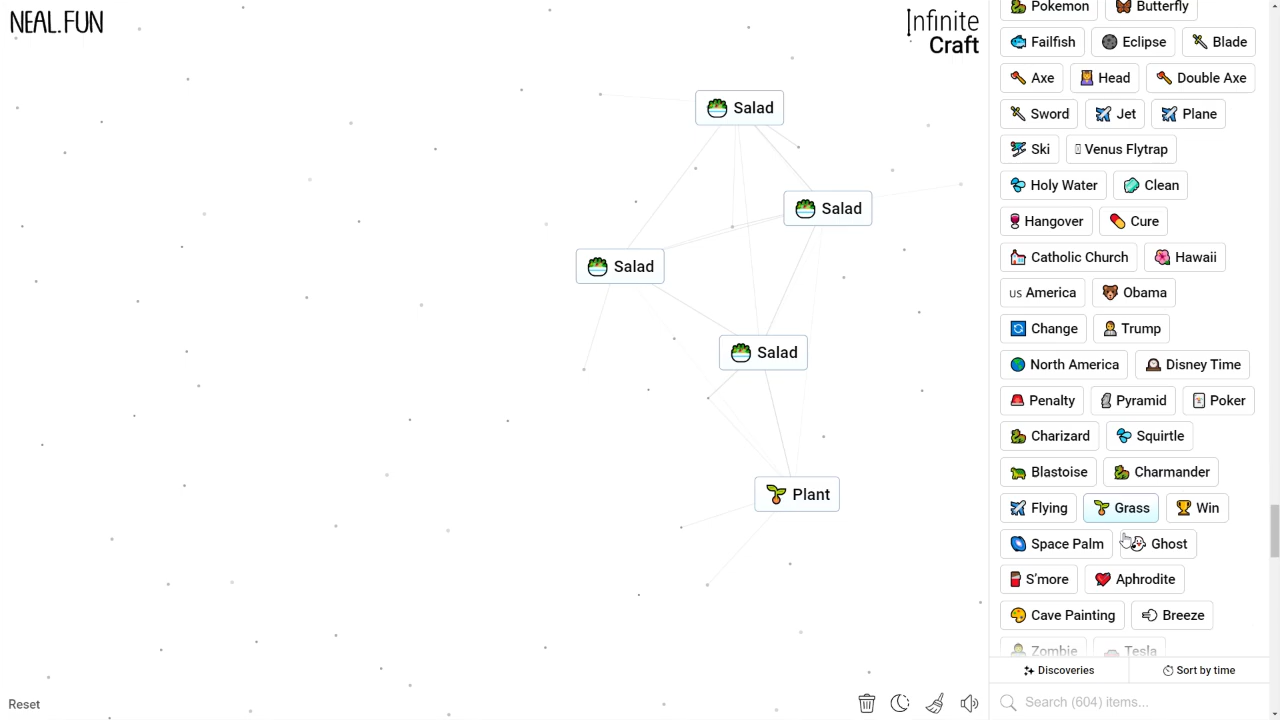 NEAL.FUN
Infinite
Craft
Salad
Salad
Salad
Salad
Plant
Reset
Pokemon Butterfly
Failfish Eclipse Blade
Axe Head Double Axe
Sword Jet Plane
Ski Venus Flytrap
Holy Water Clean
Hangover Cure
Catholic Church Hawaii
US America Obama
Change Trump
North America Disney Time
Penalty Pyramid Poker
Charizard Squirtle
Blastoise Charmander
Flying Grass Win
Space Palm Ghost
S'more Aphrodite
Cave Painting Breeze
Zombie Tesla
Discoveries Sort by time
Search (604) items...